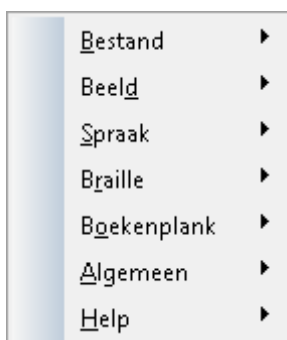 Bestand
Beeld
Spraak
Braille
Boekenplank
Algemeen
Help